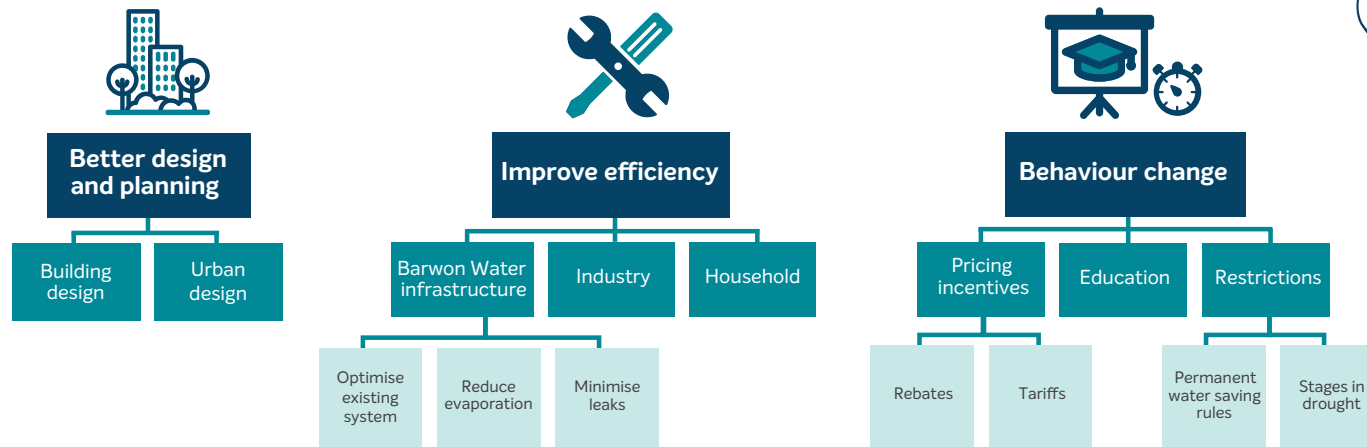 Better design
and planning
Improve efficiency
Behaviour change
Building
design
Urban
design
Barwon Water
infrastructure
Industry
Household
Pricing
incentives
Education
Restrictions
Optimise
existing
system
Reduce
evaporation
Minimise
leaks
Rebates
Tariffs
Permanent
water saving
rules
Stages in
drought